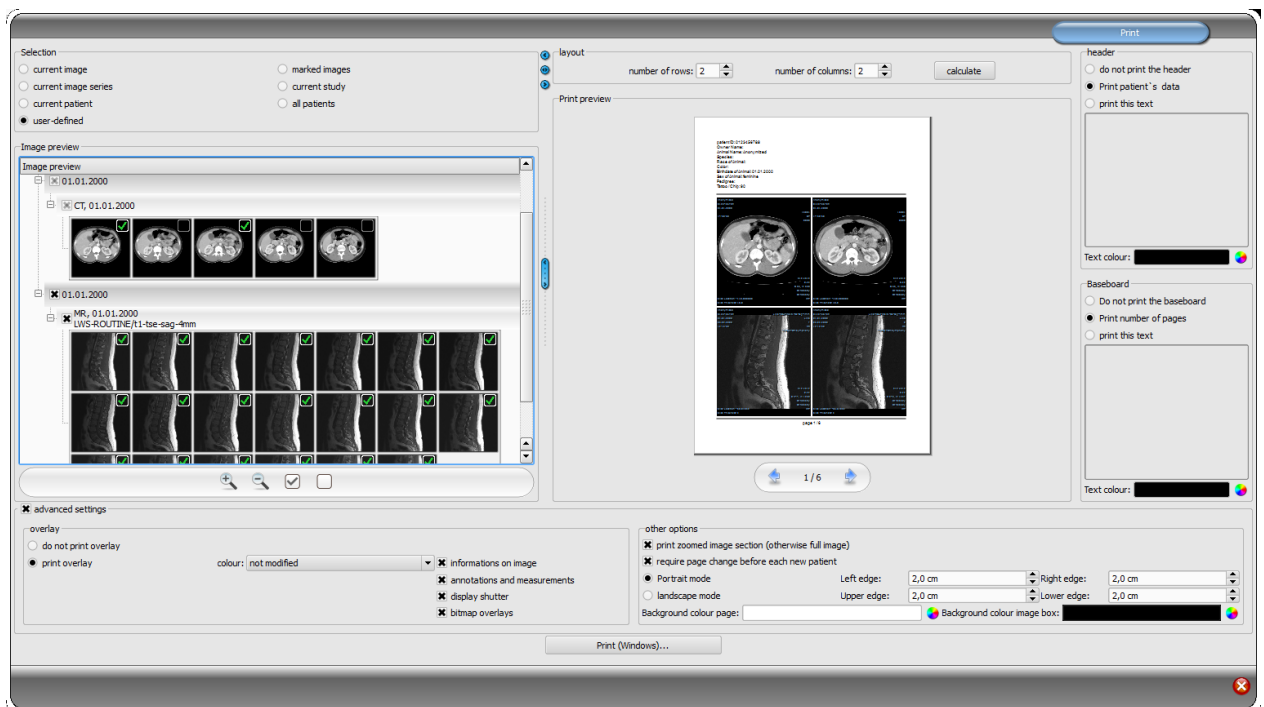 Print
Selection
current image
marked images
current image series
current study
current patient
all patients
user-defined
Image preview
Image preview
01.01.2000
CT, 01.01.2000
01.01.2000
MR, 01.01.2000
LWS-ROUTINE/t1-tse-sag-4mm
layout
number of rows: 2
number of columns: 2
calculate
Print preview
Owner Name:
Species:
Color:
Pedigree:
page 1 / 6
1 / 6
header
do not print the header
Print patient`s data
print this text
Text colour:
Baseboard
Do not print the baseboard
Print number of pages
print this text
Text colour:
advanced settings
overlay
do not print overlay
print overlay
colour: not modified
informations on image
annotations and measurements
display shutter
bitmap overlays
other options
print zoomed image section (otherwise full image)
require page change before each new patient
Portrait mode
Left edge: 2,0 cm
Right edge: 2,0 cm
landscape mode
Upper edge: 2,0 cm
Lower edge: 2,0 cm
Background colour page:
Background colour image box:
Print (Windows)...